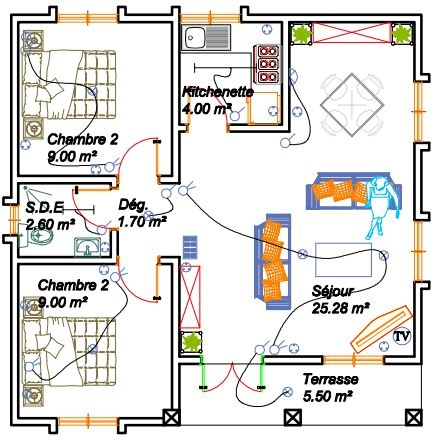 Kitchenette
4.00 m²
Chambre 2
9.00 m²
S.D.E
2.60 m²
Dég.
1.70 m²
Chambre 2
9.00 m²
Séjour
25.28 m²
TV
Terrasse
5.50 m²